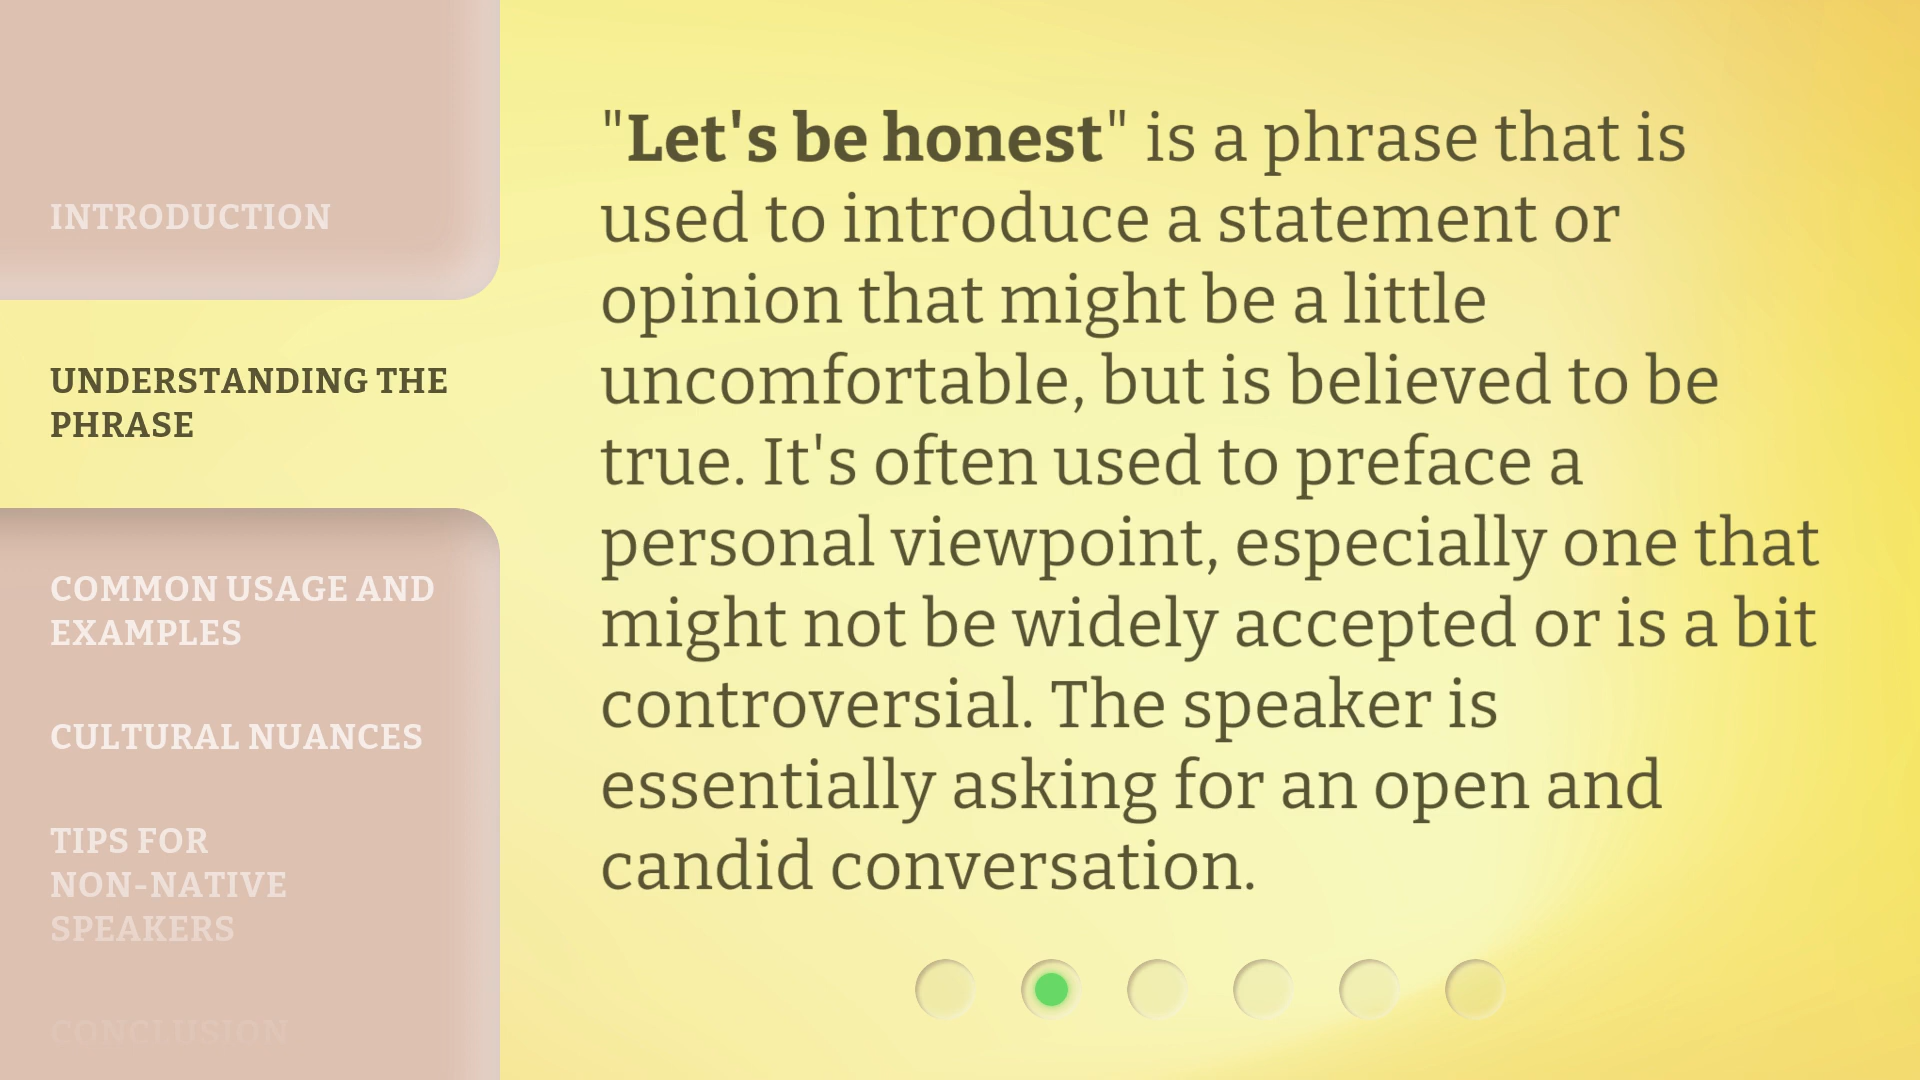 INTRODUCTION
UNDERSTANDING THE
PHRASE
COMMON USAGE AND
EXAMPLES
CULTURAL NUANCES
TIPS FOR
NON-NATIVE
SPEAKERS
CONCLUSION
"Let's be honest" is a phrase that is
used to introduce a statement or
opinion that might be a little
uncomfortable, but is believed to be
true. It's often used to preface a
personal viewpoint, especially one that
might not be widely accepted or is a bit
controversial. The speaker is
essentially asking for an open and
candid conversation.